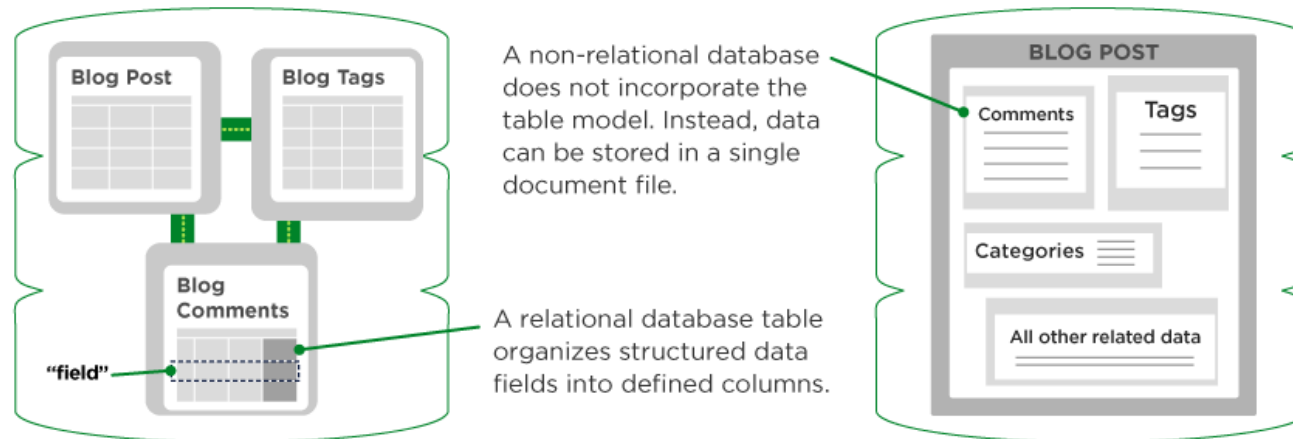 Blog Post
Blog Tags
Blog
Comments
“field”
A non-relational database
does not incorporate the
table model. Instead, data
can be stored in a single
document file.
A relational database table
organizes structured data
fields into defined columns.
BLOG POST
Comments
Tags
Categories
All other related data